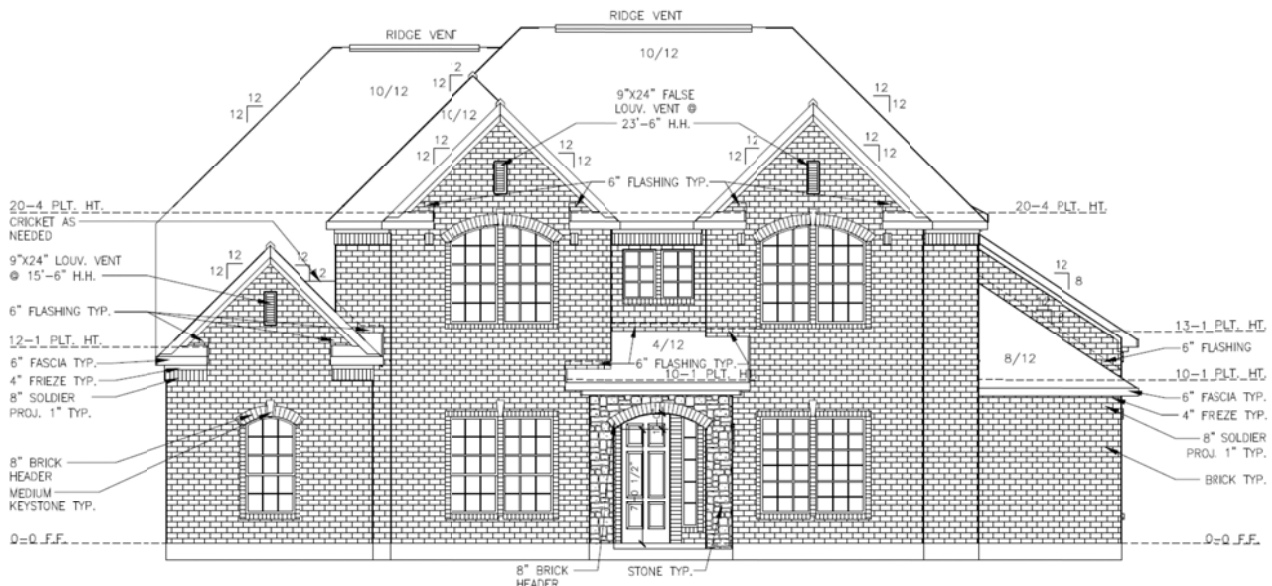 RIDGE VENT
RIDGE VENT
10/12
10/12
10/12
2
12
12
12
12
12
9"X24" FALSE
LOUV. VENT @
23'-6" H.H.
12
12
12
12
12
12
12
12
6" FLASHING TYP.
20-4 PLT. HT.
20-4 PLT. HT.
CRICKET AS
NEEDED
9"X24" LOUV. VENT
@ 15'-6" H.H.
12
12
12
2
12
8
6" FLASHING TYP.
12-1 PLT. HT.
13-1 PLT. HT.
4/12
6" FLASHING
6" FASCIA TYP.
6" FLASHING TYP.
8/12
10-1 PLT. H
10-1 PLT. HT.
4" FRIEZE TYP.
6" FASCIA TYP.
8" SOLDIER
PROJ. 1" TYP.
4" FREZE TYP.
8" SOLDIER
PROJ. 1" TYP.
8" BRICK
HEADER
MEDIUM
KEYSTONE TYP.
BRICK TYP.
0-0 F.F.
0-0 F.F.
8" BRICK
HEADER
STONE TYP.